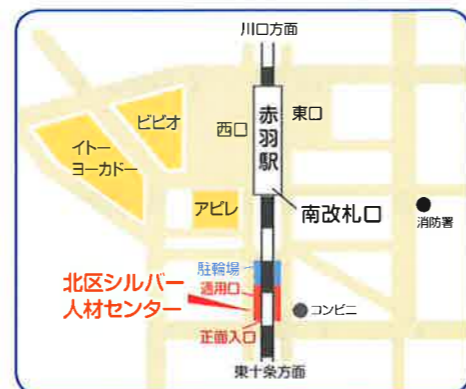 川口方面
赤羽駅
西口
東口
ビビオ
イトー
ヨーカドー
アピレ
南改札口
消防署
駐輪場
北区シルバー
人材センター
通用口
コンビニ
正面入口
東十条方面